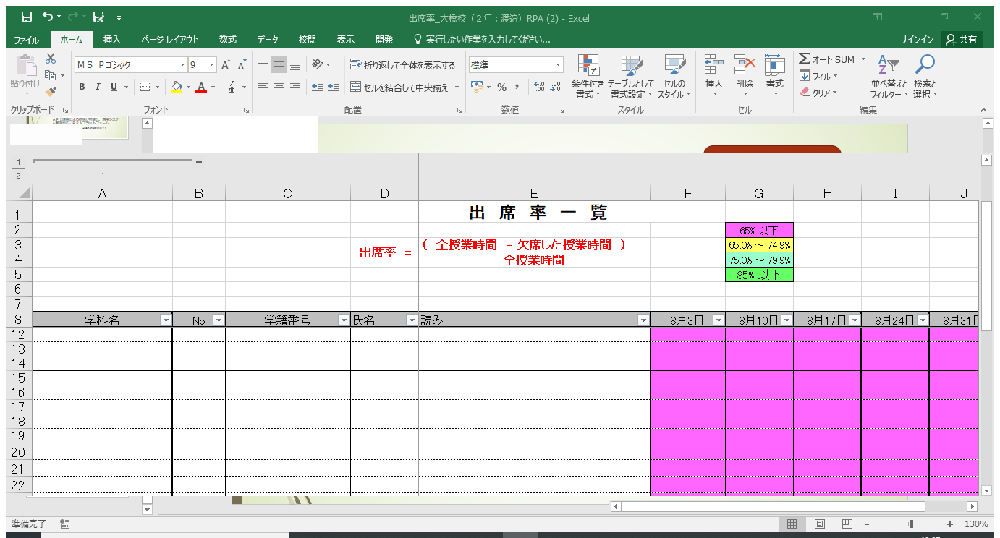 出席率_大橋校（２年：渡邉）RPA (2) - Excel
ファイル ホーム 挿入 ページ レイアウト 数式 データ 校閲 表示 開発 実行したい作業を入力してください... サインイン 共有
貼り付け
クリップボード
ＭＳ Ｐゴシック 9
B I U
フォント
折り返して全体を表示する
セルを結合して中央揃え
配置
標準
%
数値
条件付き書式
テーブルとして書式設定
セルのスタイル
スタイル
挿入 削除 書式
セル
オート SUM
フィル
クリア
並べ替えとフィルター
検索と選択
編集
1
2
A B C D E F G H I J
1 出 席 率 一 覧
2 65% 以下
3 ( 全授業時間 － 欠席した授業時間 ) 65.0% ～ 74.9%
出席率 =
4 全授業時間 75.0% ～ 79.9%
5 85% 以下
6
7
8 学科名 No 学籍番号 氏名 読み 8月3日 8月10日 8月17日 8月24日 8月31日
12
13
14
15
16
17
18
19
20
21
22
準備完了 130%